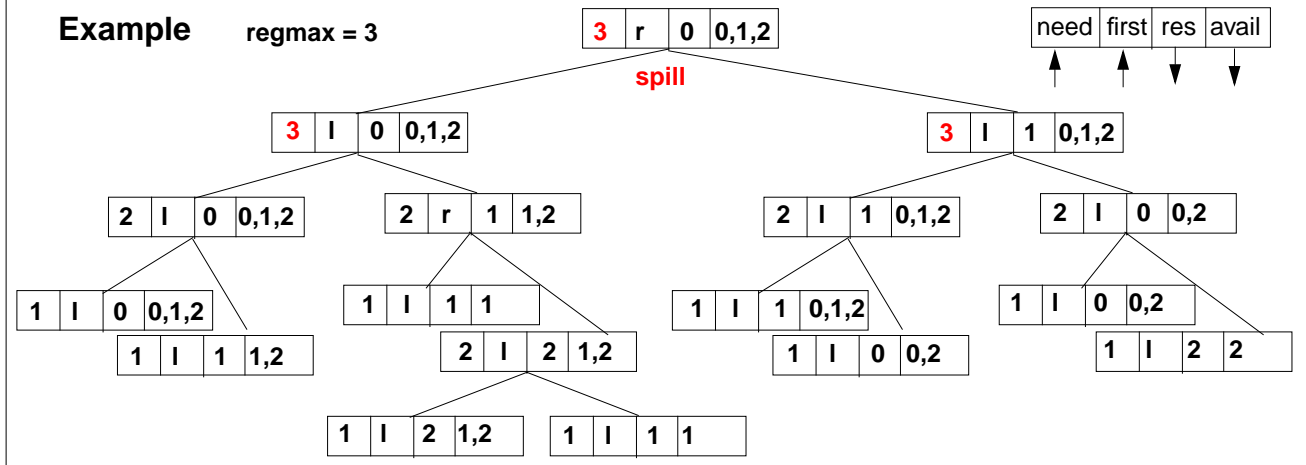 Example regmax = 3
3 r 0 0,1,2
need first res avail
spill
3 l 0 0,1,2
3 l 1 0,1,2
2 l 0 0,1,2
2 r 1 1,2
2 l 1 0,1,2
2 l 0 0,2
1 l 0 0,1,2
1 l 1 1
1 l 1 0,1,2
1 l 0 0,2
1 l 1 1,2
2 l 2 1,2
1 l 0 0,2
1 l 2 2
1 l 2 1,2
1 l 1 1